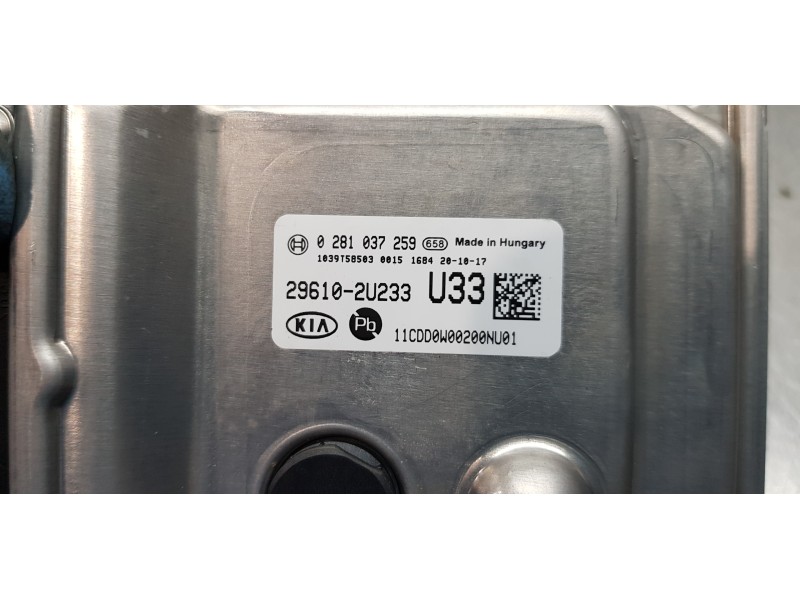 0 281 037 259 658 Made in Hungary
1039T58503 0015 1684 20-10-17
29610-2U233 U33
KIA Pb 11CDD0W00200NU01